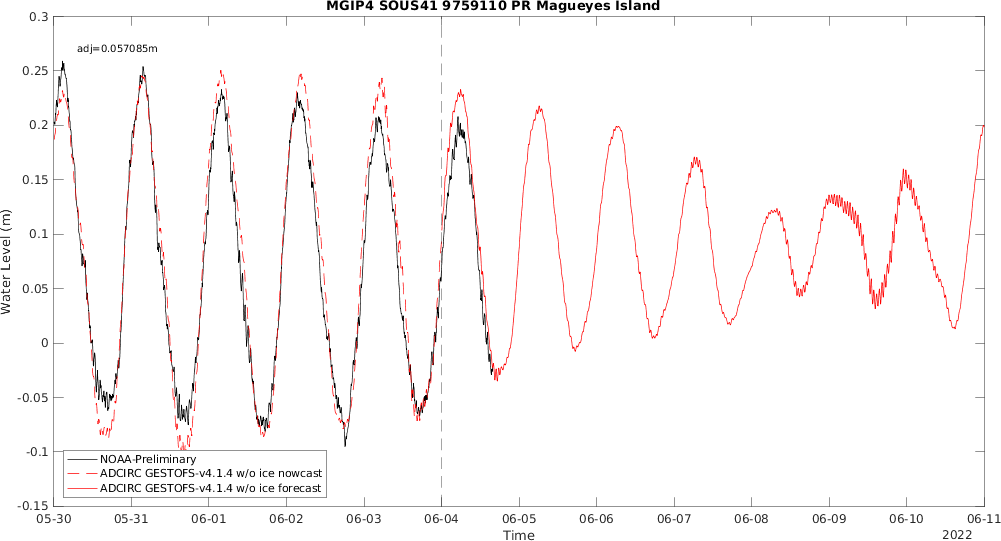 MGIP4 SOUS41 9759110 PR Magueyes Island
adj=0.057085m
0.3
0.25
0.2
0.15
0.1
0.05
0
-0.05
-0.1
-0.15
Water Level (m)
NOAA-Preliminary
ADCIRC GESTOFS-v4.1.4 w/o ice nowcast
ADCIRC GESTOFS-v4.1.4 w/o ice forecast
05-30 05-31 06-01 06-02 06-03 06-04 06-05 06-06 06-07 06-08 06-09 06-10 06-11
Time
2022